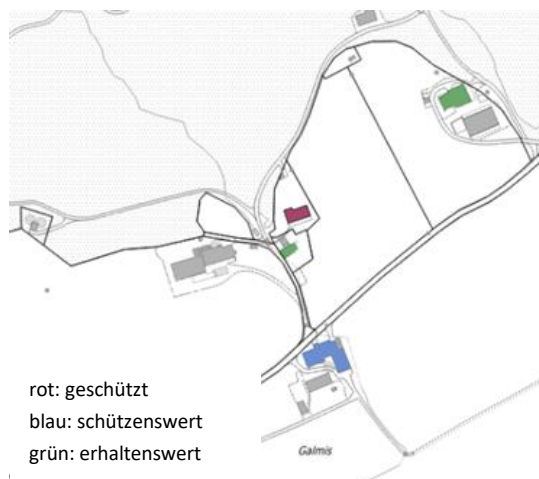 rot: geschützt
blau: schützenswert
grün: erhaltenswert
Galmis